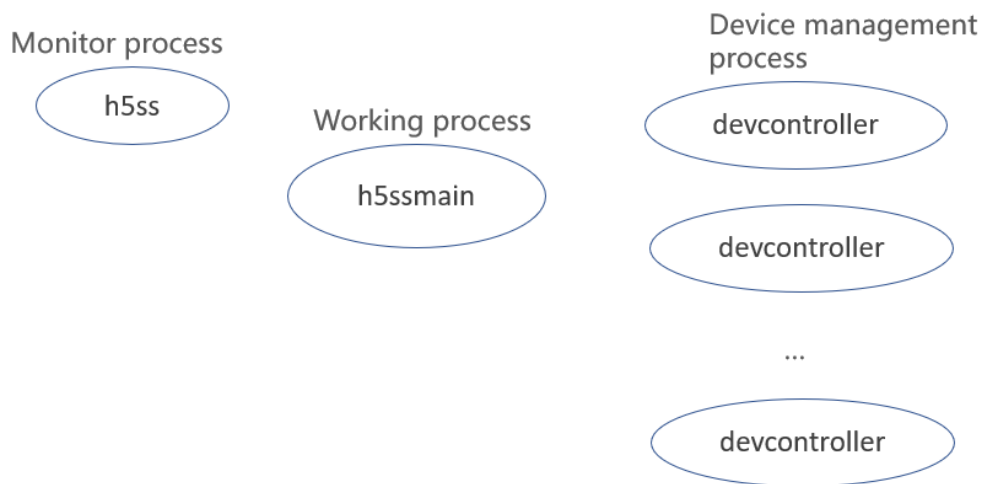 Monitor process
h5ss
Working process
h5ssmain
Device management
process
devcontroller
devcontroller
...
devcontroller